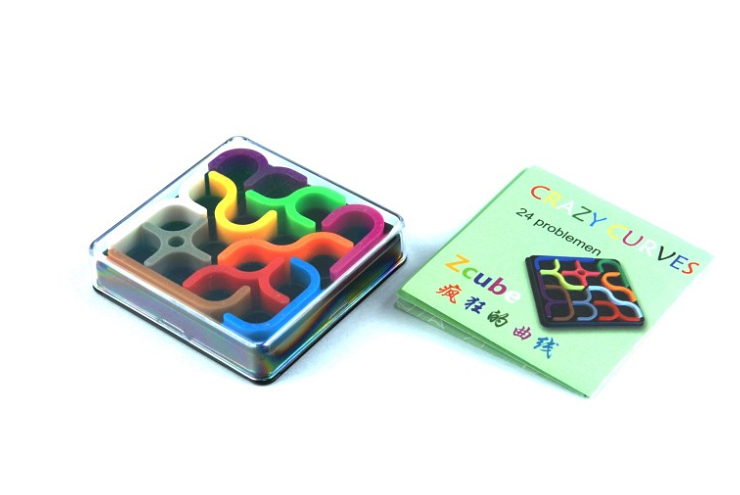 CRAZY CURVES
24 problemen
Zcube
疯狂的曲线